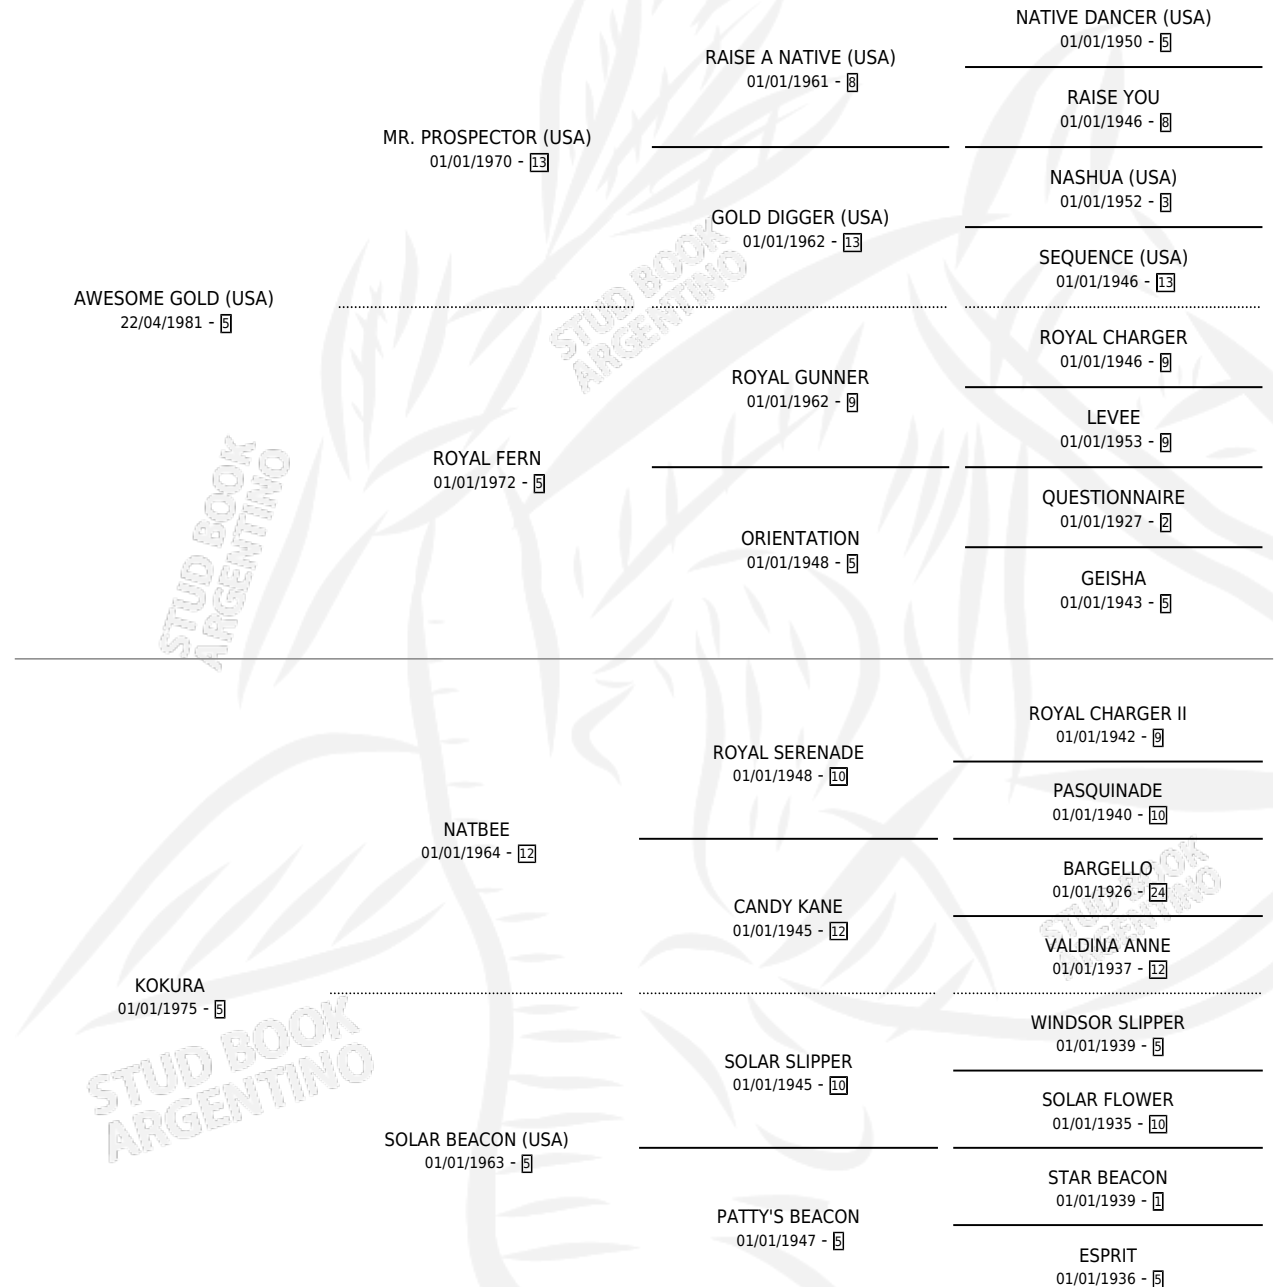 NATIVE DANCER (USA)
01/01/1950 - 5
RAISE A NATIVE (USA)
01/01/1961 - 8
RAISE YOU
01/01/1946 - 8
MR. PROSPECTOR (USA)
01/01/1970 - 13
NASHUA (USA)
01/01/1952 - 3
GOLD DIGGER (USA)
01/01/1962 - 13
SEQUENCE (USA)
01/01/1946 - 13
AWESOME GOLD (USA)
22/04/1981 - 5
STUD BOOK
ARGENTINO
ROYAL CHARGER
01/01/1946 - 9
ROYAL GUNNER
01/01/1962 - 9
LEVEE
01/01/1953 - 9
ROYAL FERN
01/01/1972 - 5
QUESTIONNAIRE
01/01/1927 - 2
ORIENTATION
01/01/1948 - 5
GEISHA
01/01/1943 - 5
STUD BOOK
ARGENTINO
ROYAL CHARGER II
01/01/1942 - 9
ROYAL SERENADE
01/01/1948 - 10
PASQUINADE
01/01/1940 - 10
NATBEE
01/01/1964 - 12
BARGELLO
01/01/1926 - 24
CANDY KANE
01/01/1945 - 12
VALDINA ANNE
01/01/1937 - 12
STUD BOOK
ARGENTINO
KOKURA
01/01/1975 - 5
WINDSOR SLIPPER
01/01/1939 - 5
SOLAR SLIPPER
01/01/1945 - 10
SOLAR FLOWER
01/01/1935 - 10
STUD BOOK
ARGENTINO
SOLAR BEACON (USA)
01/01/1963 - 5
STAR BEACON
01/01/1939 - 1
PATTY'S BEACON
01/01/1947 - 5
ESPRIT
01/01/1936 - 5